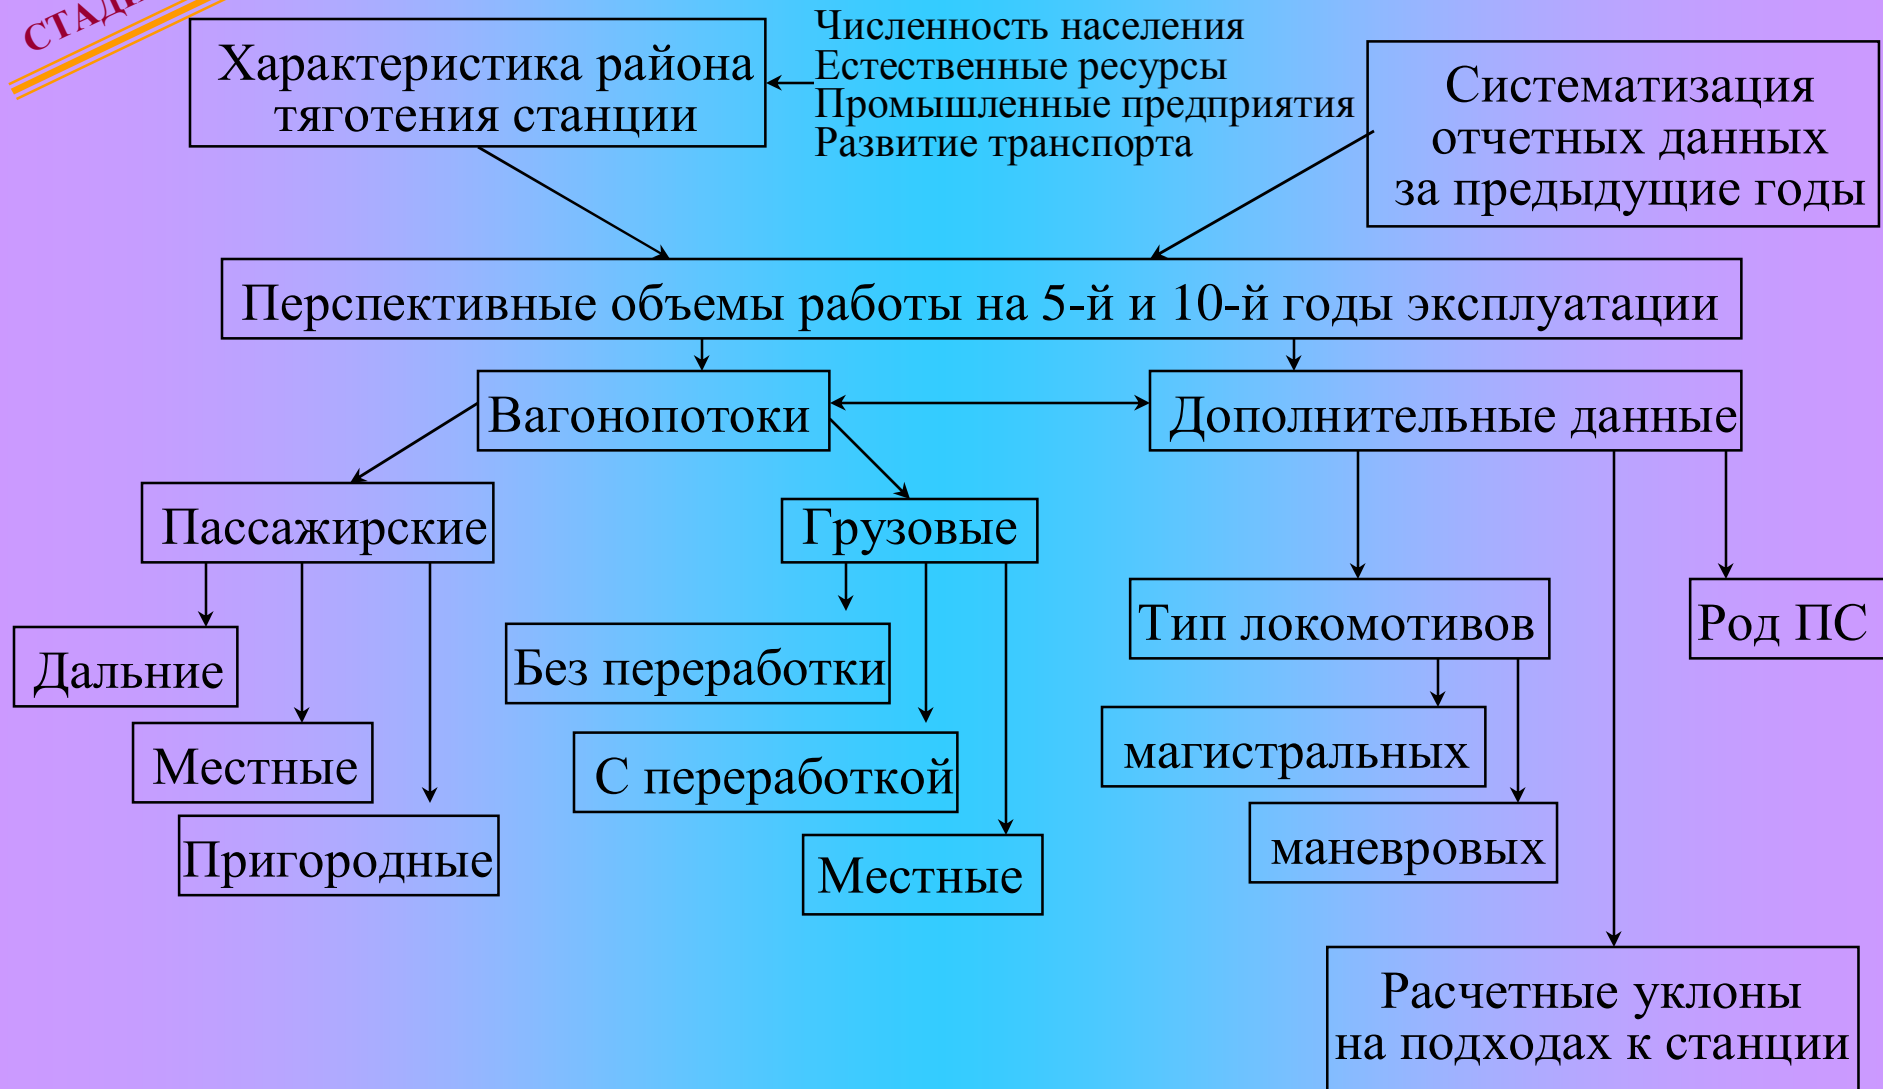 Характеристика района
тяготения станции
Численность населения
Естественные ресурсы
Промышленные предприятия
Развитие транспорта
Систематизация
отчетных данных
за предыдущие годы
Перспективные объемы работы на 5-й и 10-й годы эксплуатации
Вагонопотоки
Дополнительные данные
Пассажирские
Грузовые
Тип локомотивов
Род ПС
Дальние
Без переработки
Местные
С переработкой
магистральных
Пригородные
Местные
маневровых
Расчетные уклоны
на подходах к станции